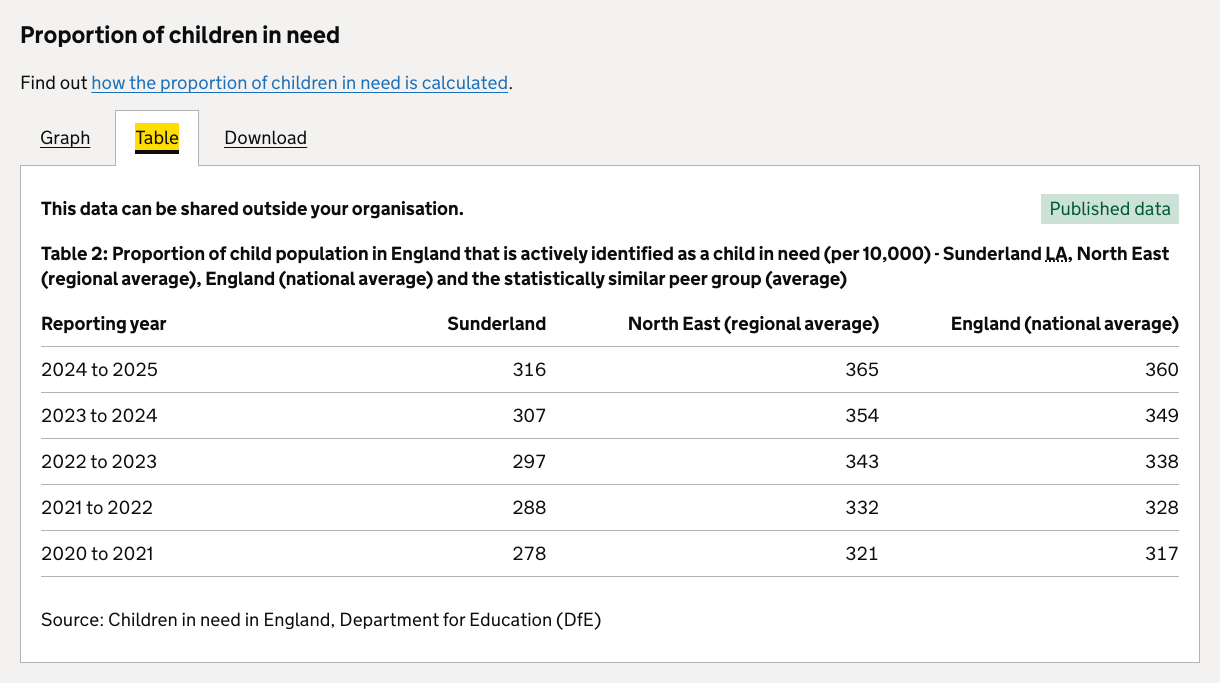 Proportion of children in need
Find out how the proportion of children in need is calculated.
Graph Table Download
This data can be shared outside your organisation. Published data
Table 2: Proportion of child population in England that is actively identified as a child in need (per 10,000) - Sunderland LA, North East
(regional average), England (national average) and the statistically similar peer group (average)
Reporting year Sunderland North East (regional average) England (national average)
2024 to 2025 316 365 360
2023 to 2024 307 354 349
2022 to 2023 297 343 338
2021 to 2022 288 332 328
2020 to 2021 278 321 317
Source: Children in need in England, Department for Education (DfE)